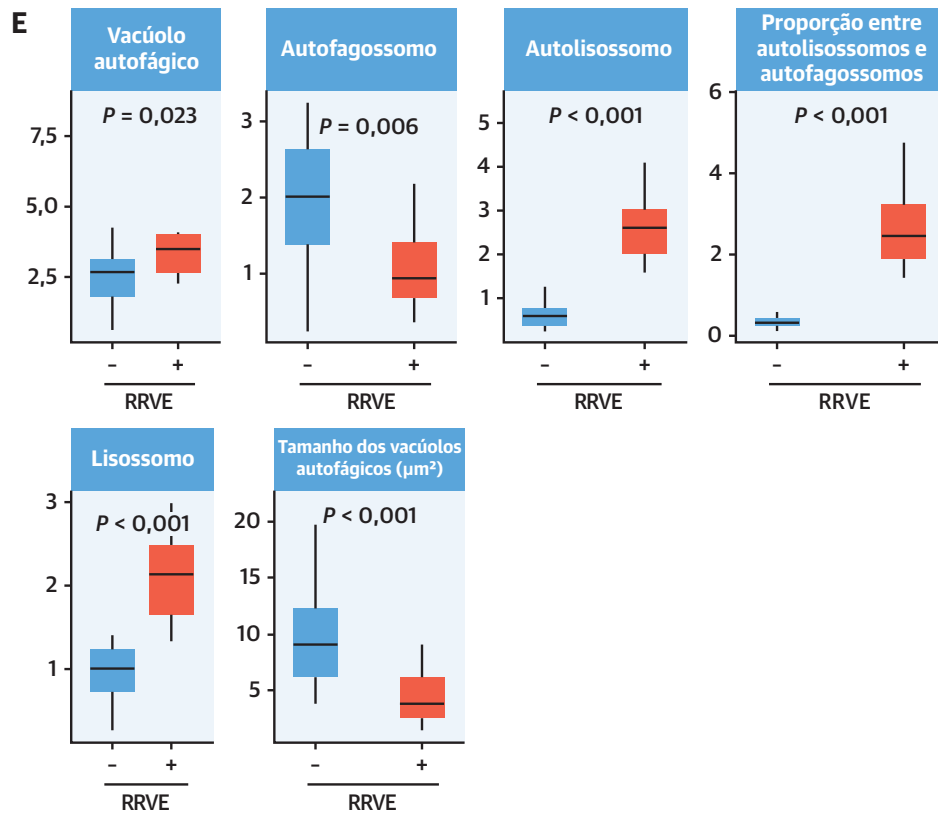 E
Vacúolo
autofágico
P = 0,023
7,5
5,0
2,5
- +
RRVE
Autofagossomo
P = 0,006
3
2
1
- +
RRVE
Autolisossomo
P < 0,001
5
4
3
2
1
- +
RRVE
Proporção entre
autolisossomos e
autofagossomos
P < 0,001
6
4
2
0
- +
RRVE
Lisossomo
P < 0,001
3
2
1
- +
RRVE
Tamanho dos vacúolos
autofágicos (µm²)
P < 0,001
20
15
10
5
- +
RRVE